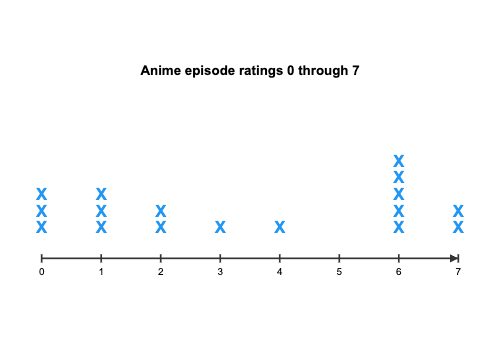 Anime episode ratings 0 through 7
X
X
X X X
X X X X X
X X X X X X X
0 1 2 3 4 5 6 7